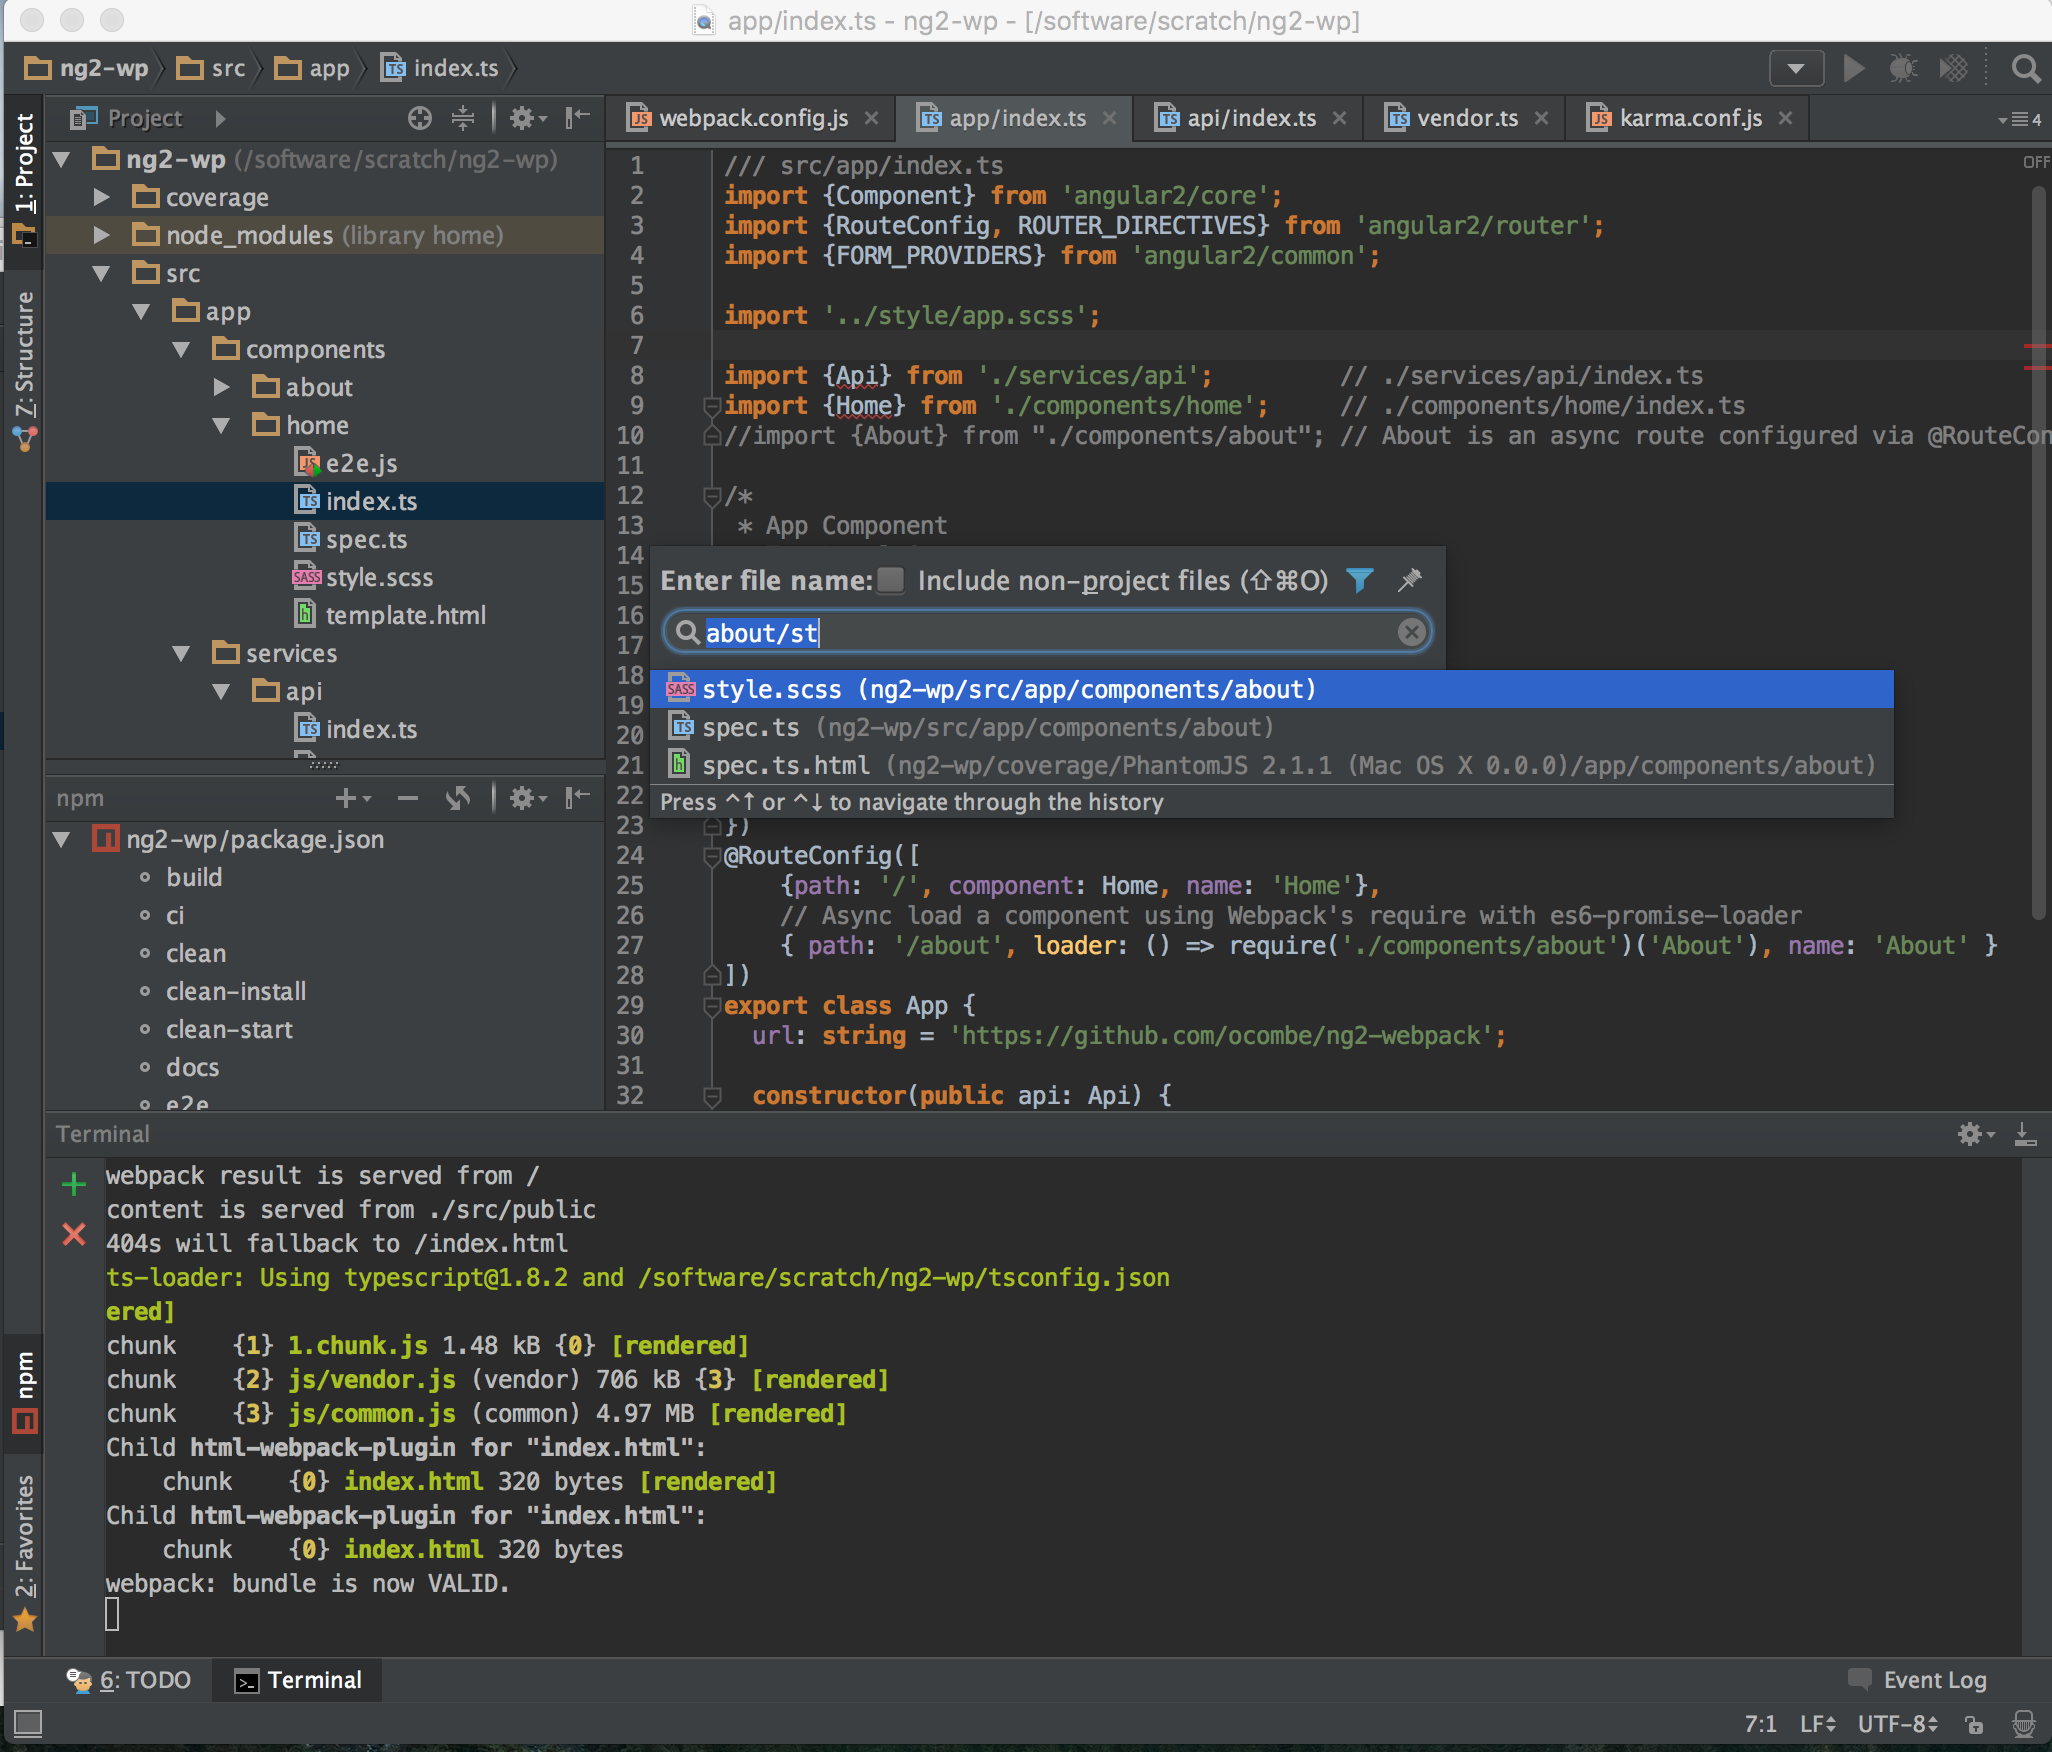 app/index.ts - ng2-wp - [/software/scratch/ng2-wp]
ng2-wp src app index.ts
1: Project
7: Structure
npm
2: Favorites
Project
ng2-wp (/software/scratch/ng2-wp)
coverage
node_modules (library home)
src
app
components
about
home
e2e.js
index.ts
spec.ts
style.scss
template.html
services
api
index.ts
npm
ng2-wp/package.json
build
ci
clean
clean-install
clean-start
docs
e2e
webpack.config.js app/index.ts api/index.ts vendor.ts karma.conf.js 4
OFF
1 /// src/app/index.ts
2 import {Component} from 'angular2/core';
3 import {RouteConfig, ROUTER_DIRECTIVES} from 'angular2/router';
4 import {FORM_PROVIDERS} from 'angular2/common';
5
6 import '../style/app.scss';
7
8 import {Api} from './services/api'; // ./services/api/index.ts
9 import {Home} from './components/home'; // ./components/home/index.ts
10 //import {About} from "./components/about"; // About is an async route configured via @RouteCon
11
12 /*
13 * App Component
14
15
16
17
18
19
20
21
22
Enter file name: Include non-project files (⇧⌘O)
about/st
style.scss (ng2-wp/src/app/components/about)
spec.ts (ng2-wp/src/app/components/about)
spec.ts.html (ng2-wp/coverage/PhantomJS 2.1.1 (Mac OS X 0.0.0)/app/components/about)
Press ^↑ or ^↓ to navigate through the history
23 })
24 @RouteConfig([
25 {path: '/', component: Home, name: 'Home'},
26 // Async load a component using Webpack's require with es6-promise-loader
27 { path: '/about', loader: () => require('./components/about')('About'), name: 'About' }
28 ])
29 export class App {
30 url: string = 'https://github.com/ocombe/ng2-webpack';
31
32 constructor(public api: Api) {
Terminal
webpack result is served from /
content is served from ./src/public
404s will fallback to /index.html
ts-loader: Using typescript@1.8.2 and /software/scratch/ng2-wp/tsconfig.json
ered]
chunk {1} 1.chunk.js 1.48 kB {0} [rendered]
chunk {2} js/vendor.js (vendor) 706 kB {3} [rendered]
chunk {3} js/common.js (common) 4.97 MB [rendered]
Child html-webpack-plugin for "index.html":
chunk {0} index.html 320 bytes [rendered]
Child html-webpack-plugin for "index.html":
chunk {0} index.html 320 bytes
webpack: bundle is now VALID.
6: TODO Terminal Event Log
7:1 LF UTF-8